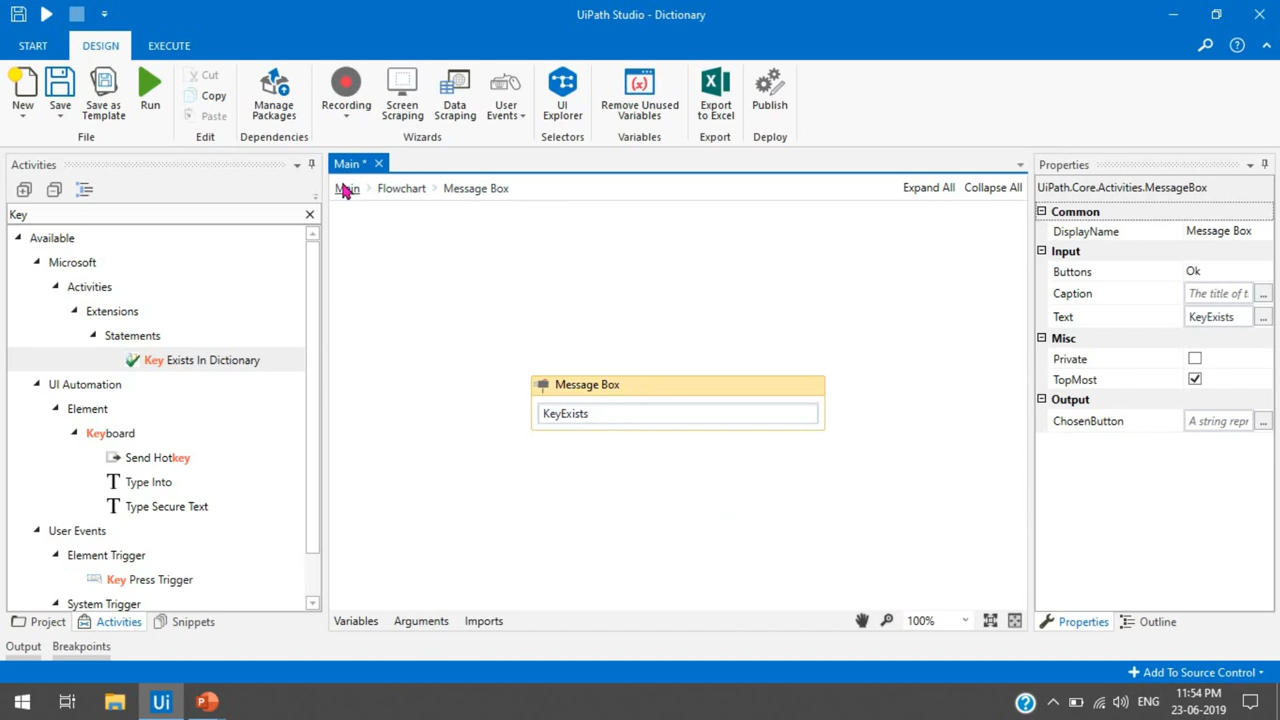 UiPath Studio - Dictionary
START DESIGN EXECUTE
New
Save
Save as Template
Run
Cut
Copy
Paste
Manage Packages
Recording
Screen Scraping
Data Scraping
User Events
UI Explorer
Remove Unused Variables
Export to Excel
Publish
File Edit Dependencies Wizards Selectors Variables Export Deploy
Activities
Main *
Properties
Main Flowchart Message Box
Expand All Collapse All
UiPath.Core.Activities.MessageBox
Key
Available
Microsoft
Activities
Extensions
Statements
Key Exists In Dictionary
UI Automation
Element
Keyboard
Send Hotkey
T Type Into
T Type Secure Text
User Events
Element Trigger
Key Press Trigger
System Trigger
Message Box
KeyExists
Common
DisplayName Message Box
Input
Buttons Ok
Caption The title of t ...
Text KeyExists ...
Misc
Private
TopMost
Output
ChosenButton A string repr ...
Project Activities Snippets
Variables Arguments Imports
100%
Properties Outline
Output Breakpoints
Add To Source Control
Ui P
ENG
11:54 PM
23-06-2019